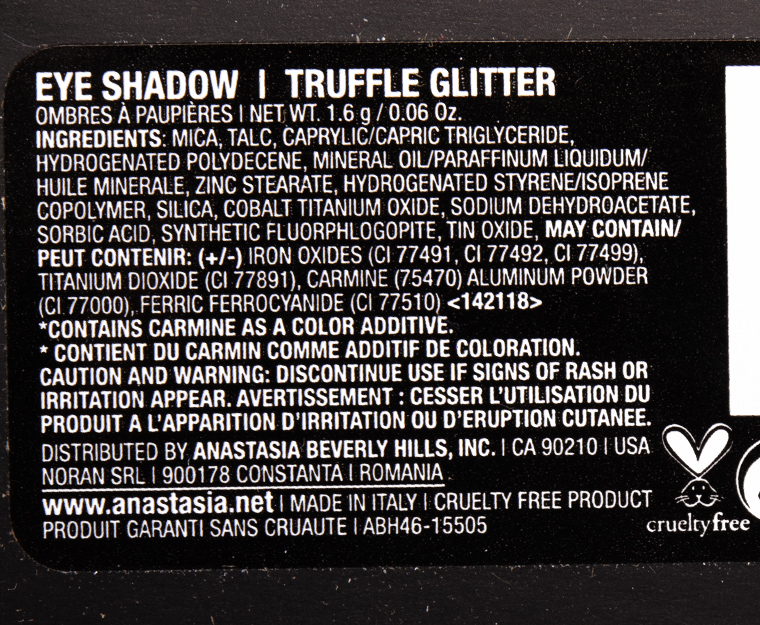 EYE SHADOW | TRUFFLE GLITTER
OMBRES À PAUPIÈRES | NET WT. 1.6 g / 0.06 Oz.
INGREDIENTS: MICA, TALC, CAPRYLIC/CAPRIC TRIGLYCERIDE,
HYDROGENATED POLYDECENE, MINERAL OIL/PARAFFINUM LIQUIDUM/
HUILE MINERALE, ZINC STEARATE, HYDROGENATED STYRENE/ISOPRENE
COPOLYMER, SILICA, COBALT TITANIUM OXIDE, SODIUM DEHYDROACETATE,
SORBIC ACID, SYNTHETIC FLUORPHLOGOPITE, TIN OXIDE, MAY CONTAIN/
PEUT CONTENIR: (+/-) IRON OXIDES (CI 77491, CI 77492, CI 77499),
TITANIUM DIOXIDE (CI 77891), CARMINE (75470) ALUMINUM POWDER
(CI 77000), FERRIC FERROCYANIDE (CI 77510) <142118>
*CONTAINS CARMINE AS A COLOR ADDITIVE.
* CONTIENT DU CARMIN COMME ADDITIF DE COLORATION.
CAUTION AND WARNING: DISCONTINUE USE IF SIGNS OF RASH OR
IRRITATION APPEAR. AVERTISSEMENT : CESSER L'UTILISATION DU
PRODUIT A L'APPARITION D'IRRITATION OU D'ERUPTION CUTANEE.
DISTRIBUTED BY ANASTASIA BEVERLY HILLS, INC. | CA 90210 | USA
NORAN SRL | 900178 CONSTANTA | ROMANIA
www.anastasia.net | MADE IN ITALY | CRUELTY FREE PRODUCT
PRODUIT GARANTI SANS CRUAUTE | ABH46-15505
crueltyfree